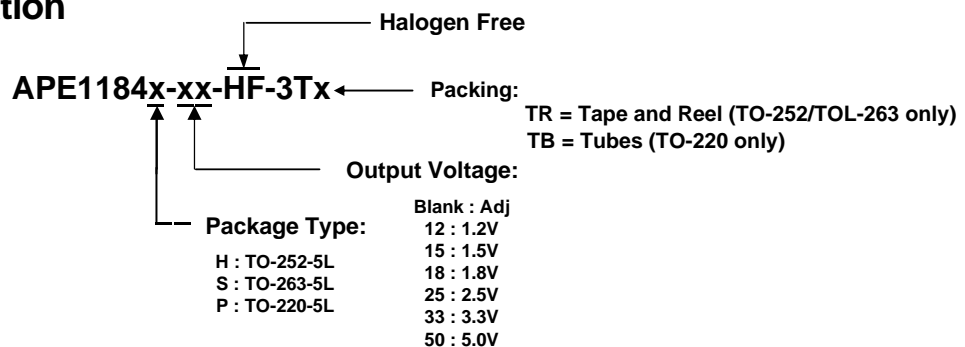 tion
Halogen Free
APE1184x-xx-HF-3Tx
Packing:
TR = Tape and Reel (TO-252/TOL-263 only)
TB = Tubes (TO-220 only)
Output Voltage:
Blank : Adj
12 : 1.2V
15 : 1.5V
18 : 1.8V
25 : 2.5V
33 : 3.3V
50 : 5.0V
Package Type:
H : TO-252-5L
S : TO-263-5L
P : TO-220-5L